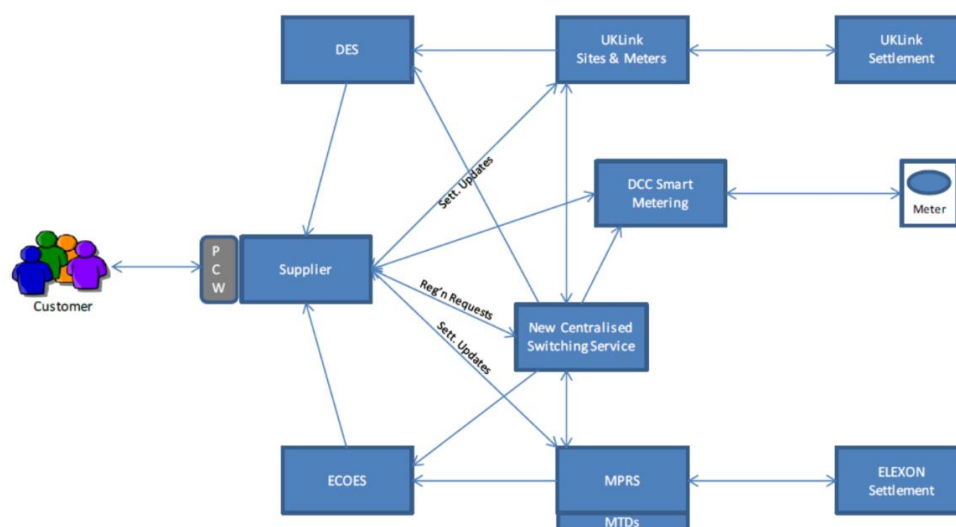 DES
UKLink
Sites & Meters
UKLink
Settlement
Sett. Updates
DCC Smart
Metering
Meter
P
C
W
Supplier
Customer
Reg'n Requests
New Centralised
Switching Service
Sett. Updates
ECOES
MPRS
ELEXON
Settlement
MTDs